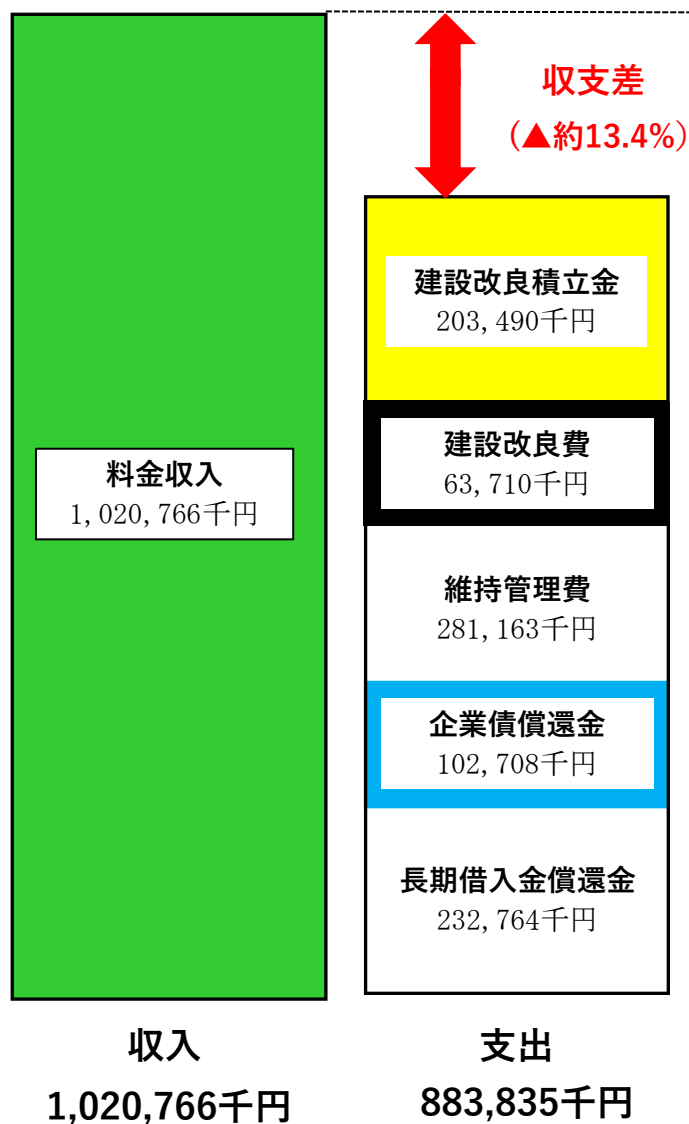 収支差
(▲約13.4%)
料金収入
1,020,766千円
建設改良積立金
203,490千円
建設改良費
63,710千円
維持管理費
281,163千円
企業債償還金
102,708千円
長期借入金償還金
232,764千円
収入
1,020,766千円
支出
883,835千円